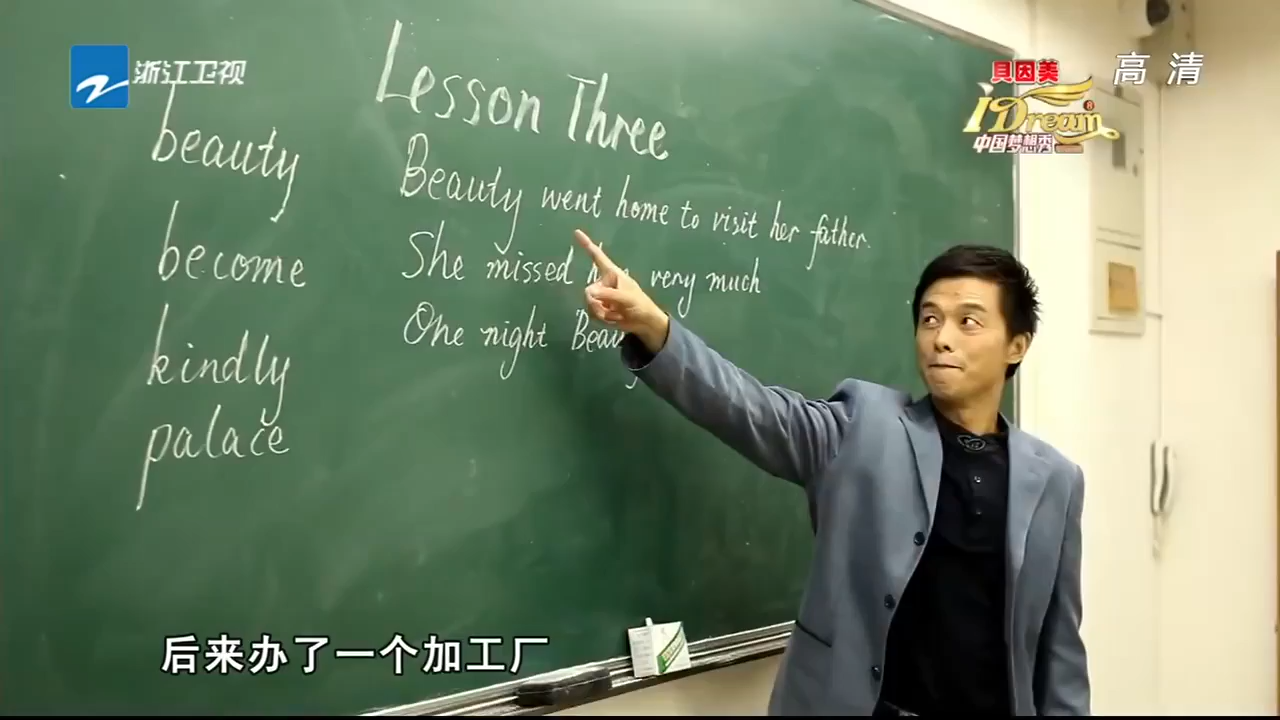 浙江卫视
贝因美
高清
iDream
8
中国梦想秀
Lesson Three
beauty
Beauty went home to visit her father.
become
She missed very much
One night
kindly
palace
后来办了一个加工厂